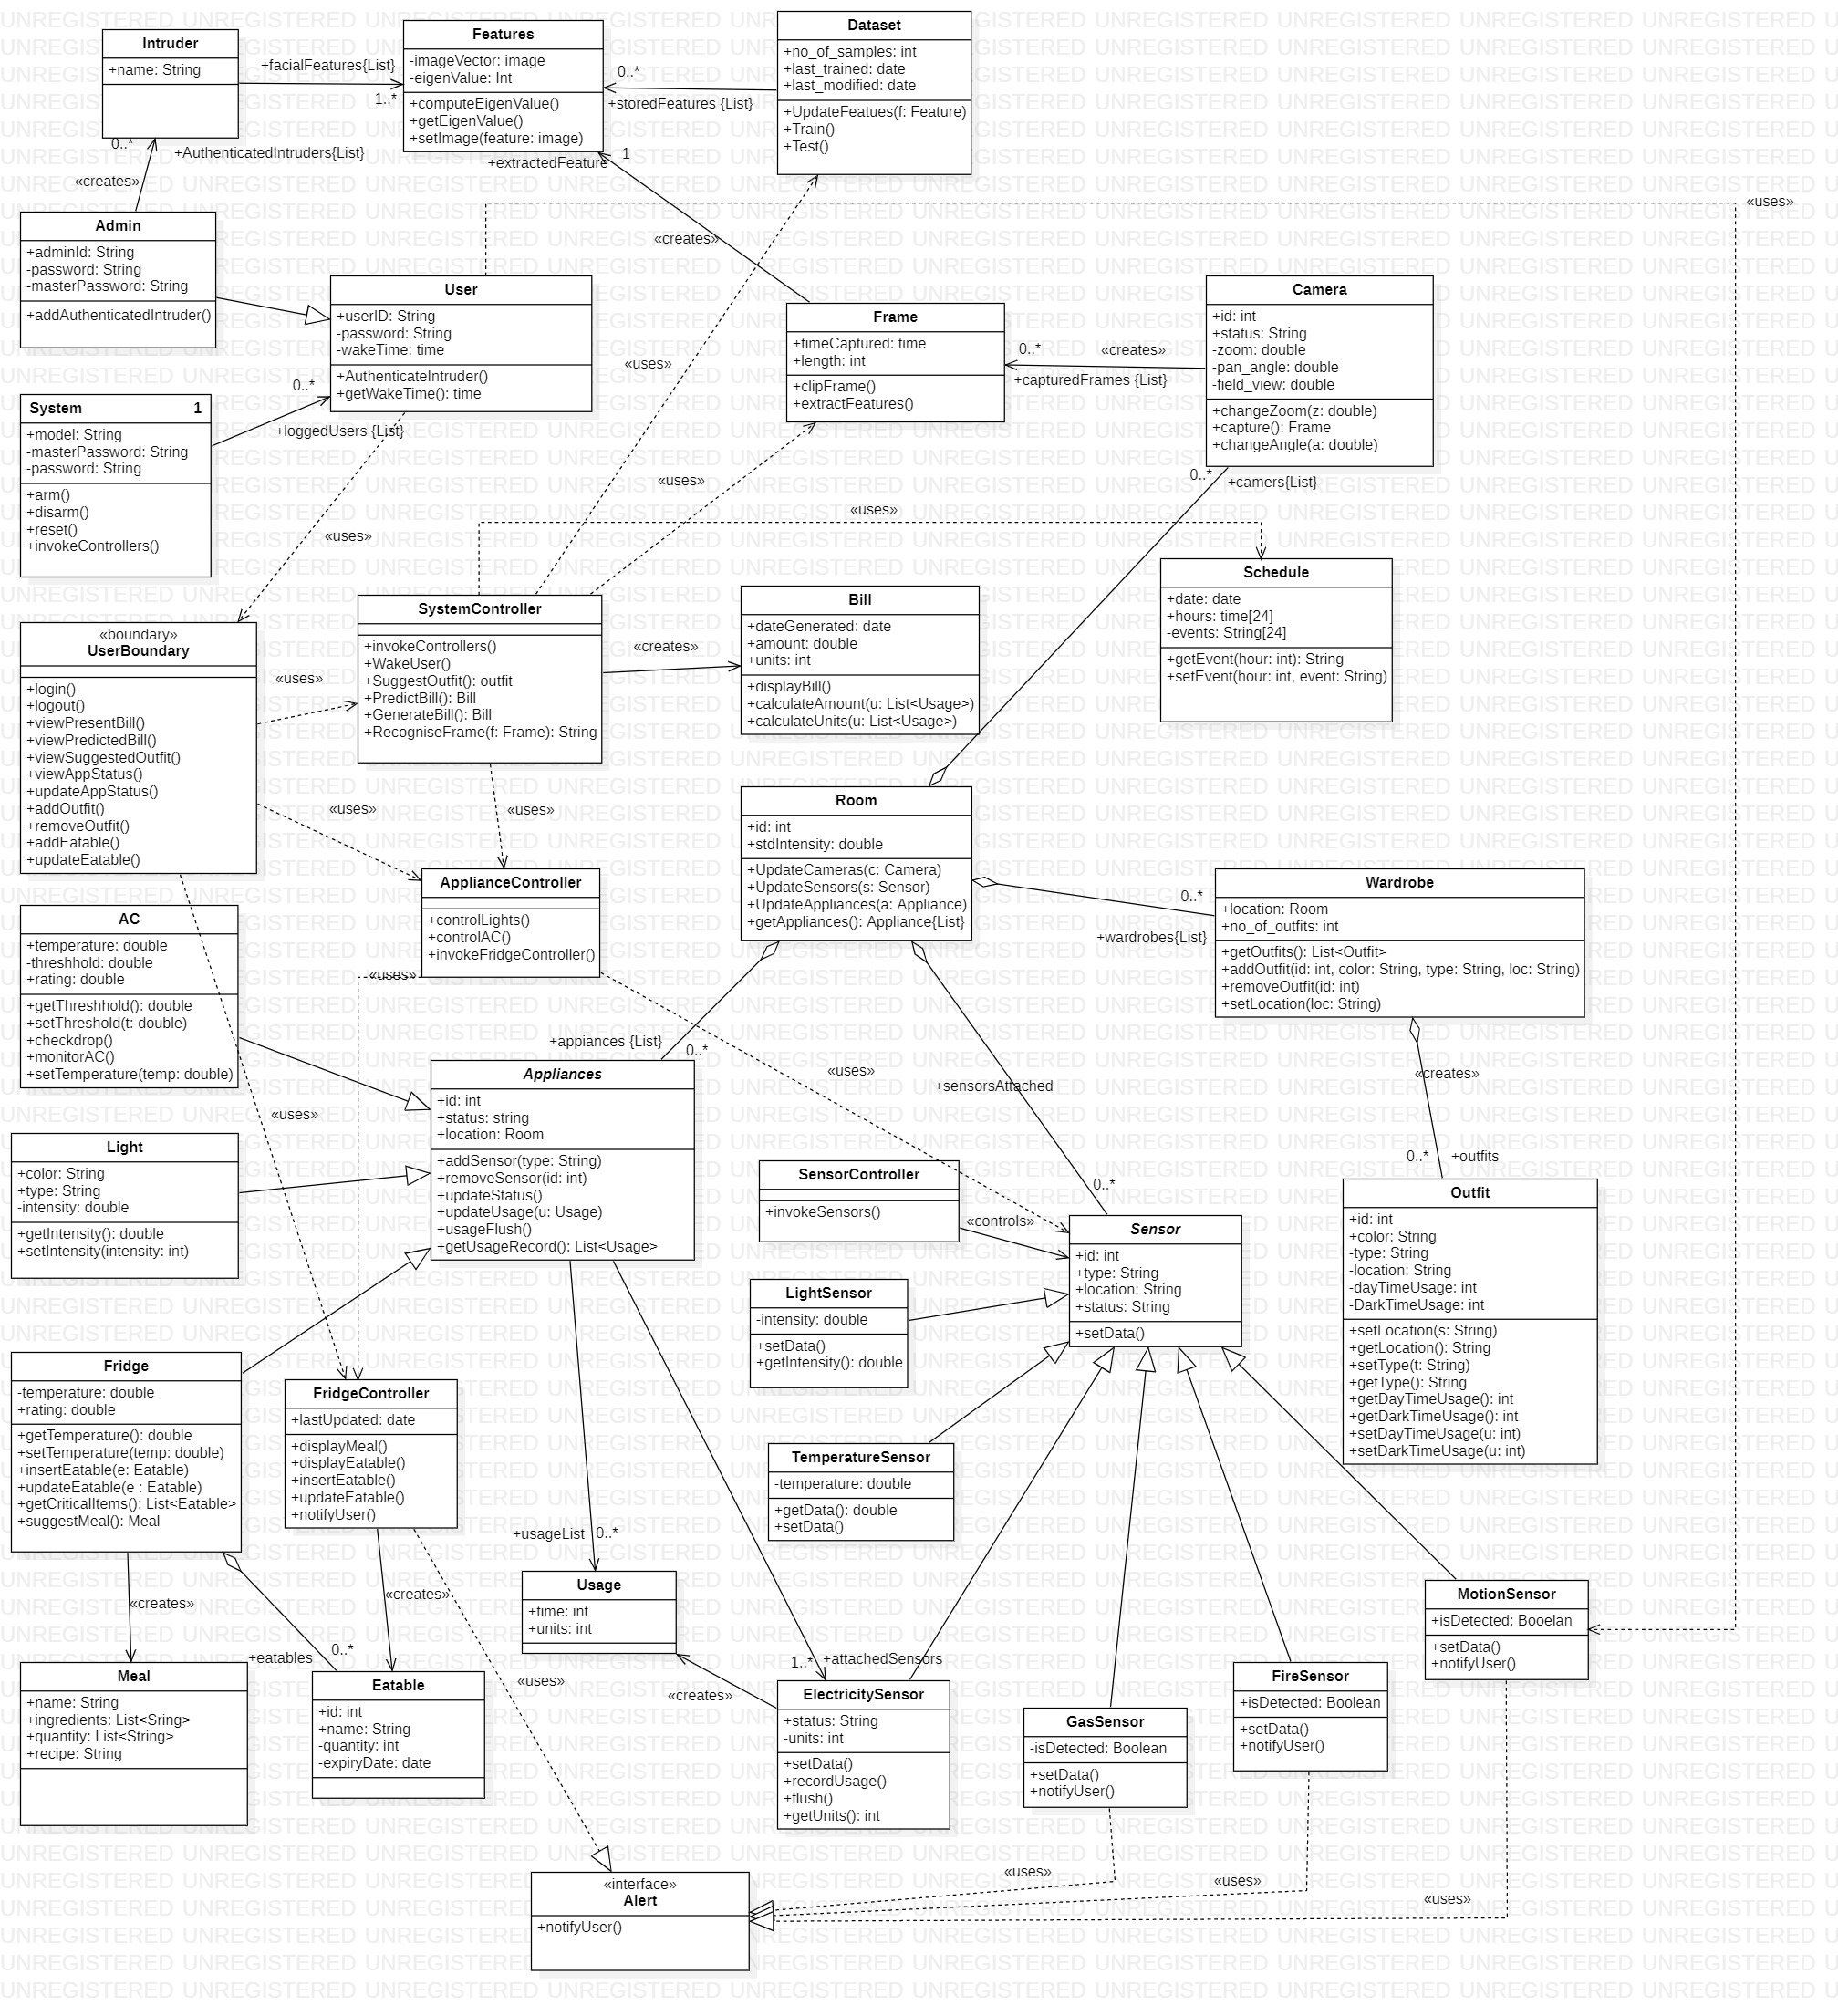 Intruder
+name: String
+facialFeatures{List}
1..*
Features
-imageVector: image
-eigenValue: Int
+computeEigenValue()
+getEigenValue()
+setImage(feature: image)
0..*
+storedFeatures {List}
Dataset
+no_of_samples: int
+last_trained: date
+last_modified: date
+UpdateFeatues(f: Feature)
+Train()
+Test()
0..*
+AuthenticatedIntruders{List}
«creates»
+extractedFeature
1
«creates»
«uses»
Admin
+adminId: String
-password: String
-masterPassword: String
+addAuthenticatedIntruder()
User
+userID: String
-password: String
-wakeTime: time
+AuthenticateIntruder()
+getWakeTime(): time
«uses»
Frame
+timeCaptured: time
+length: int
+clipFrame()
+extractFeatures()
0..*
«creates»
+capturedFrames {List}
Camera
+id: int
+status: String
-zoom: double
-pan_angle: double
-field_view: double
+changeZoom(z: double)
+capture(): Frame
+changeAngle(a: double)
0..*
+camers{List}
System 1
+model: String
-masterPassword: String
-password: String
+arm()
+disarm()
+reset()
+invokeControllers()
0..*
+loggedUsers {List}
«uses»
«uses»
«uses»
Schedule
+date: date
+hours: time[24]
-events: String[24]
+getEvent(hour: int): String
+setEvent(hour: int, event: String)
«boundary»
UserBoundary
+login()
+logout()
+viewPresentBill()
+viewPredictedBill()
+viewSuggestedOutfit()
+viewAppStatus()
+updateAppStatus()
+addOutfit()
+removeOutfit()
+addEatable()
+updateEatable()
«uses»
SystemController
+invokeControllers()
+WakeUser()
+SuggestOutfit(): outfit
+PredictBill(): Bill
+GenerateBill(): Bill
+RecogniseFrame(f: Frame): String
«creates»
Bill
+dateGenerated: date
+amount: double
+units: int
+displayBill()
+calculateAmount(u: List<Usage>)
+calculateUnits(u: List<Usage>)
«uses»
«uses»
Room
+id: int
+stdIntensity: double
+UpdateCameras(c: Camera)
+UpdateSensors(s: Sensor)
+UpdateAppliances(a: Appliance)
+getAppliances(): Appliance{List}
0..*
+wardrobes{List}
Wardrobe
+location: Room
+no_of_outfits: int
+getOutfits(): List<Outfit>
+addOutfit(id: int, color: String, type: String, loc: String)
+removeOutfit(id: int)
+setLocation(loc: String)
ApplianceController
+controlLights()
+controlAC()
+invokeFridgeController()
«uses»
AC
+temperature: double
-threshhold: double
+rating: double
+getThreshhold(): double
+setThreshold(t: double)
+checkdrop()
+monitorAC()
+setTemperature(temp: double)
+appiances {List}
0..*
«uses»
+sensorsAttached
0..*
«creates»
0..*
+outfits
«uses»
Appliances
+id: int
+status: string
+location: Room
+addSensor(type: String)
+removeSensor(id: int)
+updateStatus()
+updateUsage(u: Usage)
+usageFlush()
+getUsageRecord(): List<Usage>
Light
+color: String
+type: String
-intensity: double
+getIntensity(): double
+setIntensity(intensity: int)
SensorController
+invokeSensors()
«controls»
Sensor
+id: int
+type: String
+location: String
+status: String
+setData()
Outfit
+id: int
+color: String
-type: String
-location: String
-dayTimeUsage: int
-DarkTimeUsage: int
+setLocation(s: String)
+getLocation(): String
+setType(t: String)
+getType(): String
+getDayTimeUsage(): int
+getDarkTimeUsage(): int
+setDayTimeUsage(u: int)
+setDarkTimeUsage(u: int)
LightSensor
-intensity: double
+setData()
+getIntensity(): double
Fridge
-temperature: double
+rating: double
+getTemperature(): double
+setTemperature(temp: double)
+insertEatable(e: Eatable)
+updateEatable(e : Eatable)
+getCriticalItems(): List<Eatable>
+suggestMeal(): Meal
FridgeController
+lastUpdated: date
+displayMeal()
+displayEatable()
+insertEatable()
+updateEatable()
+notifyUser()
TemperatureSensor
-temperature: double
+getData(): double
+setData()
+usageList
0..*
Usage
+time: int
+units: int
«creates»
«creates»
+eatables
0..*
1..*
+attachedSensors
«creates»
«uses»
Meal
+name: String
+ingredients: List<Sring>
+quantity: List<String>
+recipe: String
Eatable
+id: int
+name: String
-quantity: int
-expiryDate: date
ElectricitySensor
+status: String
-units: int
+setData()
+recordUsage()
+flush()
+getUnits(): int
GasSensor
-isDetected: Boolean
+setData()
+notifyUser()
FireSensor
+isDetected: Boolean
+setData()
+notifyUser()
MotionSensor
+isDetected: Booelan
+setData()
+notifyUser()
«uses»
«uses»
«uses»
«interface»
Alert
+notifyUser()